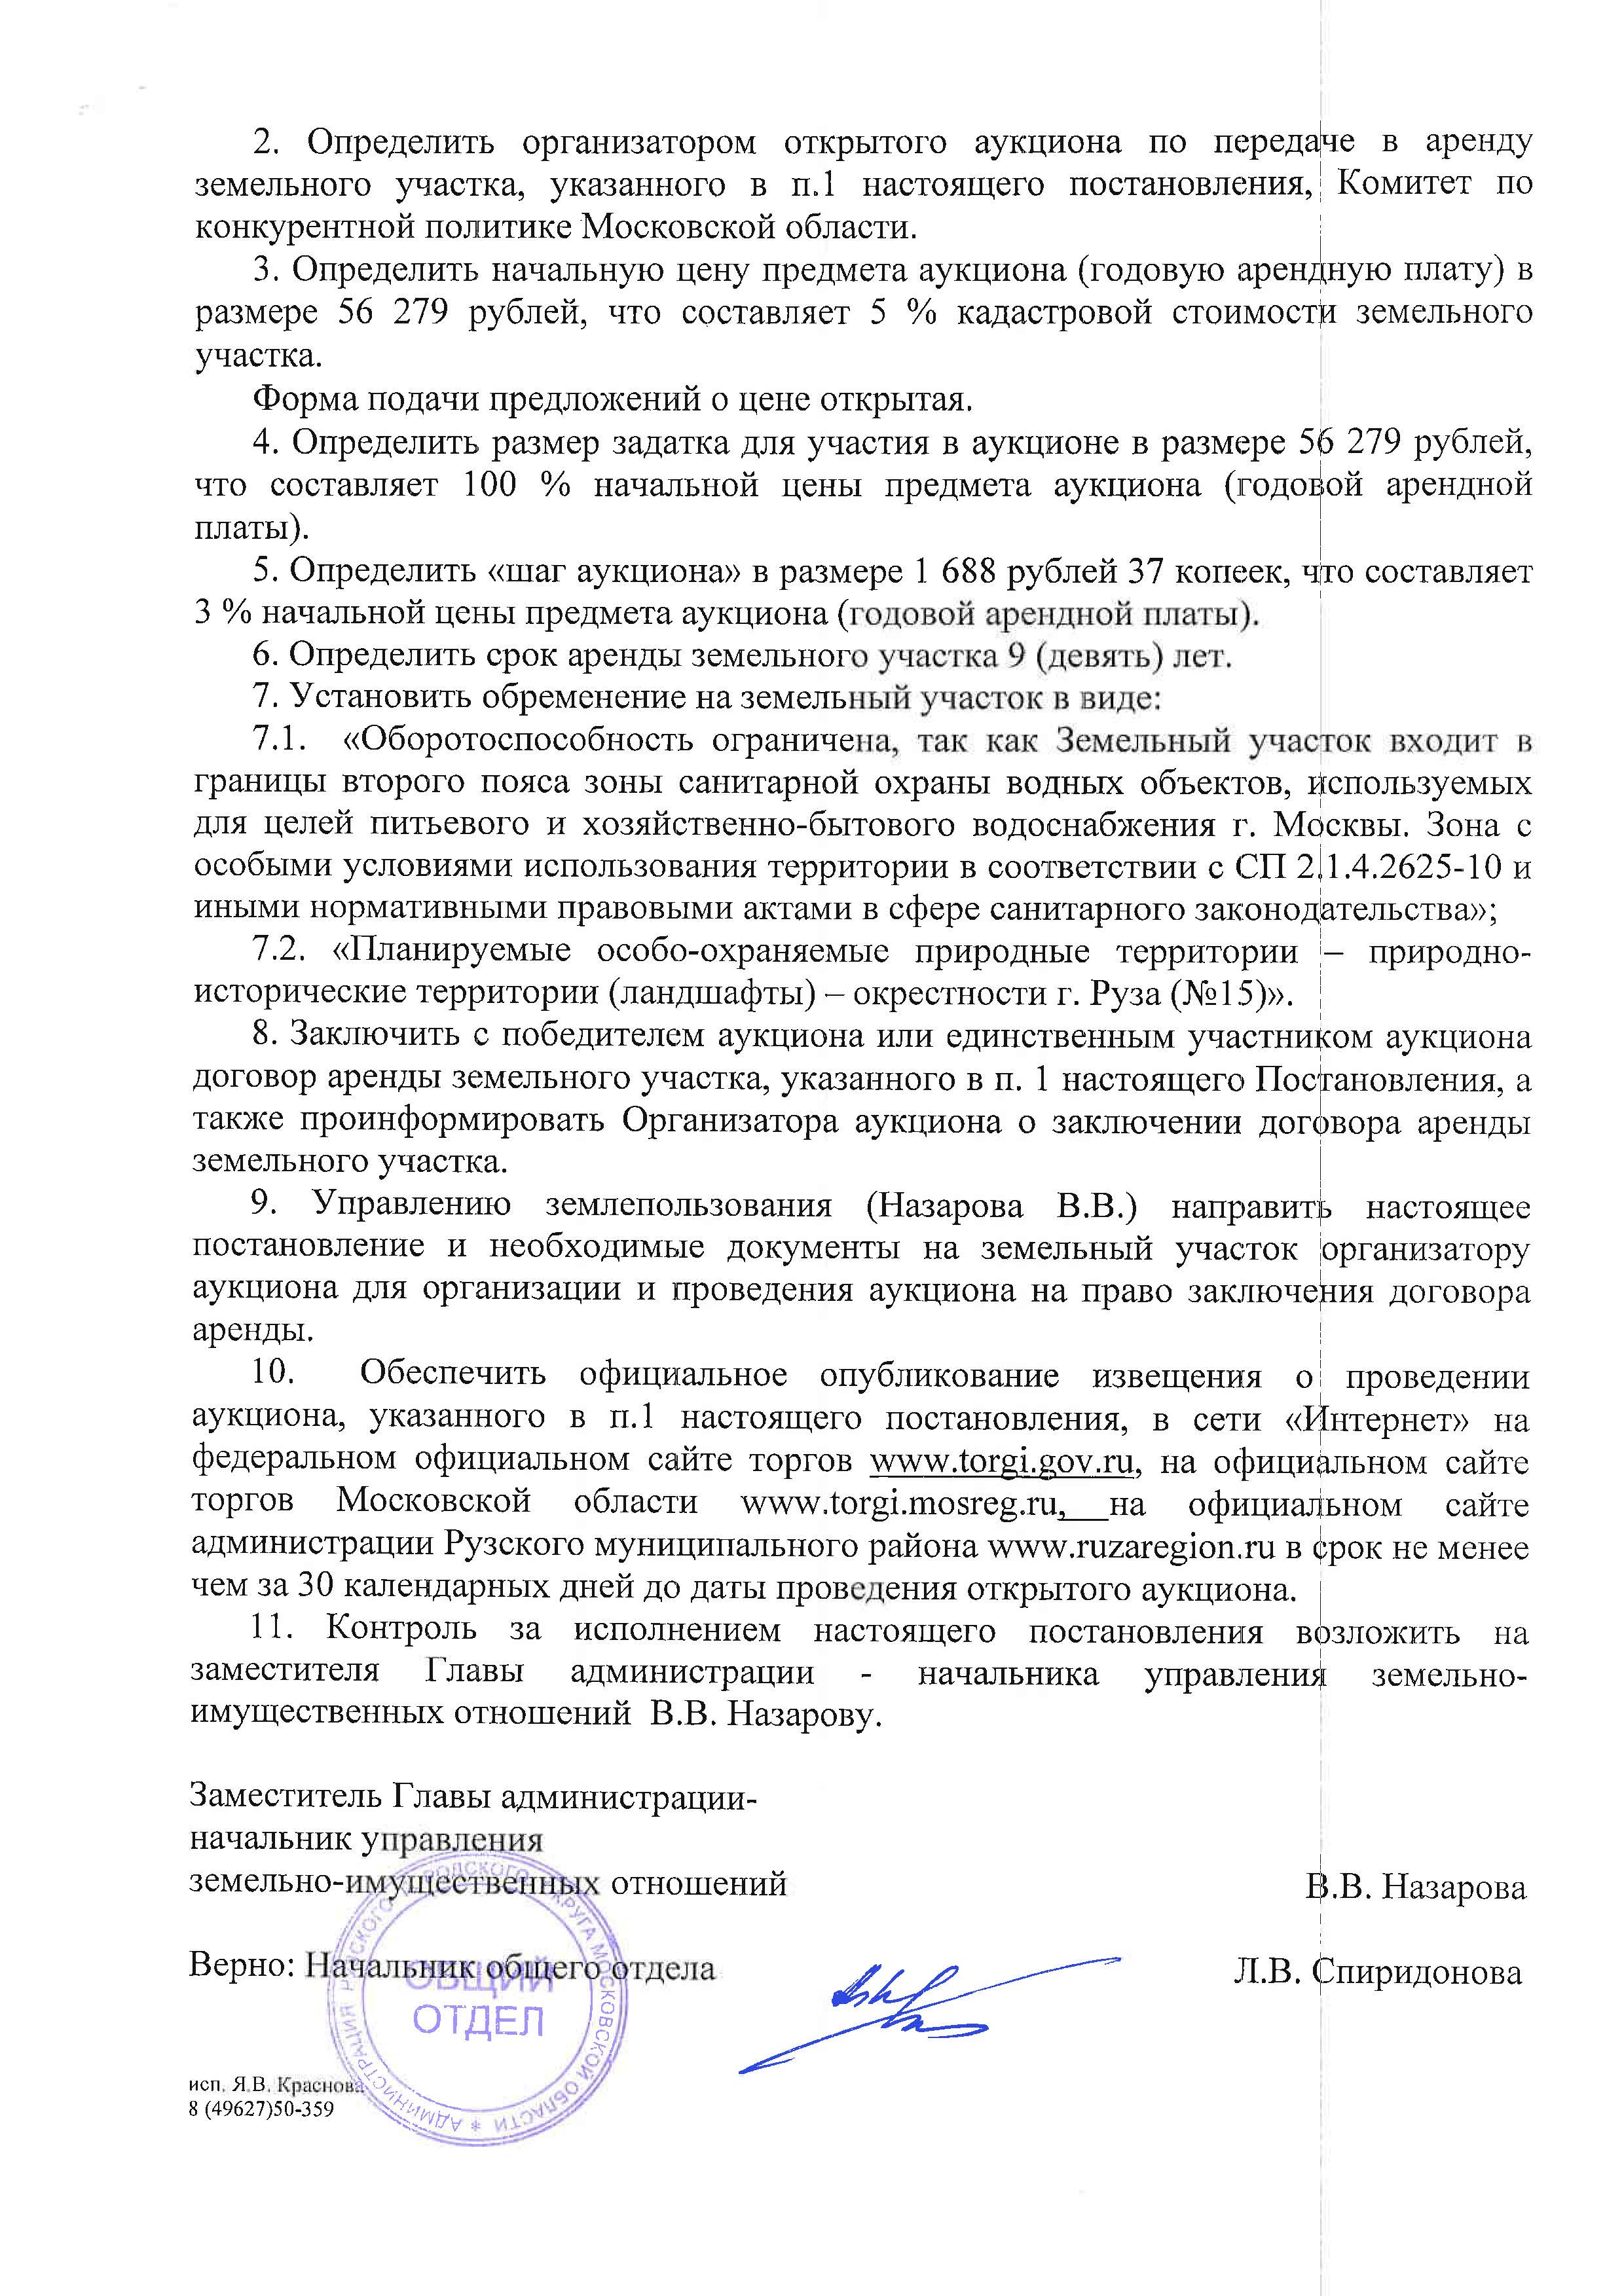 2. Определить организатором открытого аукциона по передаче в аренду
земельного участка, указанного в п.1 настоящего постановления, Комитет по
конкурентной политике Московской области.
3. Определить начальную цену предмета аукциона (годовую арендную плату) в
размере 56 279 рублей, что составляет 5 % кадастровой стоимости земельного
участка.
Форма подачи предложений о цене открытая.
4. Определить размер задатка для участия в аукционе в размере 56 279 рублей,
что составляет 100 % начальной цены предмета аукциона (годовой арендной
платы).
5. Определить «шаг аукциона» в размере 1 688 рублей 37 копеек, что составляет
3 % начальной цены предмета аукциона (годовой арендной платы).
6. Определить срок аренды земельного участка 9 (девять) лет.
7. Установить обременение на земельный участок в виде:
7.1. «Оборотоспособность ограничена, так как Земельный участок входит в
границы второго пояса зоны санитарной охраны водных объектов, используемых
для целей питьевого и хозяйственно-бытового водоснабжения г. Москвы. Зона с
особыми условиями использования территории в соответствии с СП 2.1.4.2625-10 и
иными нормативными правовыми актами в сфере санитарного законодательства»;
7.2. «Планируемые особо-охраняемые природные территории – природно-
исторические территории (ландшафты) – окрестности г. Руза (№15)».
8. Заключить с победителем аукциона или единственным участником аукциона
договор аренды земельного участка, указанного в п. 1 настоящего Постановления, а
также проинформировать Организатора аукциона о заключении договора аренды
земельного участка.
9. Управлению землепользования (Назарова В.В.) направить настоящее
постановление и необходимые документы на земельный участок организатору
аукциона для организации и проведения аукциона на право заключения договора
аренды.
10. Обеспечить официальное опубликование извещения о проведении
аукциона, указанного в п.1 настоящего постановления, в сети «Интернет» на
федеральном официальном сайте торгов www.torgi.gov.ru, на официальном сайте
торгов Московской области www.torgi.mosreg.ru, на официальном сайте
администрации Рузского муниципального района www.ruzaregion.ru в срок не менее
чем за 30 календарных дней до даты проведения открытого аукциона.
11. Контроль за исполнением настоящего постановления возложить на
заместителя Главы администрации - начальника управления земельно-
имущественных отношений В.В. Назарову.
Заместитель Главы администрации-
начальник управления
земельно-имущественных отношений В.В. Назарова
Верно: Начальник общего отдела Л.В. Спиридонова
АДМИНИСТРАЦИЯ РУЗСКОГО ГОРОДСКОГО ОКРУГА МОСКОВСКОЙ ОБЛАСТИ *
ОБЩИЙ
ОТДЕЛ
исп. Я.В. Краснова
8 (49627)50-359